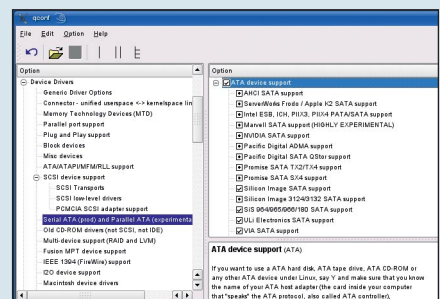 qconf
File Edit Option Help
Option
Device Drivers
Generic Driver Options
Connector - unified userspace <-> kernelspace lin
Memory Technology Devices (MTD)
Parallel port support
Plug and Play support
Block devices
Misc devices
ATA/ATAPI/MFM/RLL support
SCSI device support
SCSI Transports
SCSI low-level drivers
PCMCIA SCSI adapter support
Serial ATA (prod) and Parallel ATA (experimenta
Old CD-ROM drivers (not SCSI, not IDE)
Multi-device support (RAID and LVM)
Fusion MPT device support
IEEE 1394 (FireWire) support
I2O device support
Macintosh device drivers
Option
ATA device support
AHCI SATA support
ServerWorks Frodo / Apple K2 SATA support
Intel ESB, ICH, PIIX3, PIIX4 PATA/SATA support
Marvell SATA support (HIGHLY EXPERIMENTAL)
NVIDIA SATA support
Pacific Digital ADMA support
Pacific Digital SATA QStor support
Promise SATA TX2/TX4 support
Promise SATA SX4 support
Silicon Image SATA support
Silicon Image 3124/3132 SATA support
SiS 964/965/966/180 SATA support
ULi Electronics SATA support
VIA SATA support
ATA device support (ATA)
If you want to use a ATA hard disk, ATA tape drive, ATA CD-ROM or
any other ATA device under Linux, say Y and make sure that you know
the name of your ATA host adapter (the card inside your computer
that "speaks" the ATA protocol, also called ATA controller),